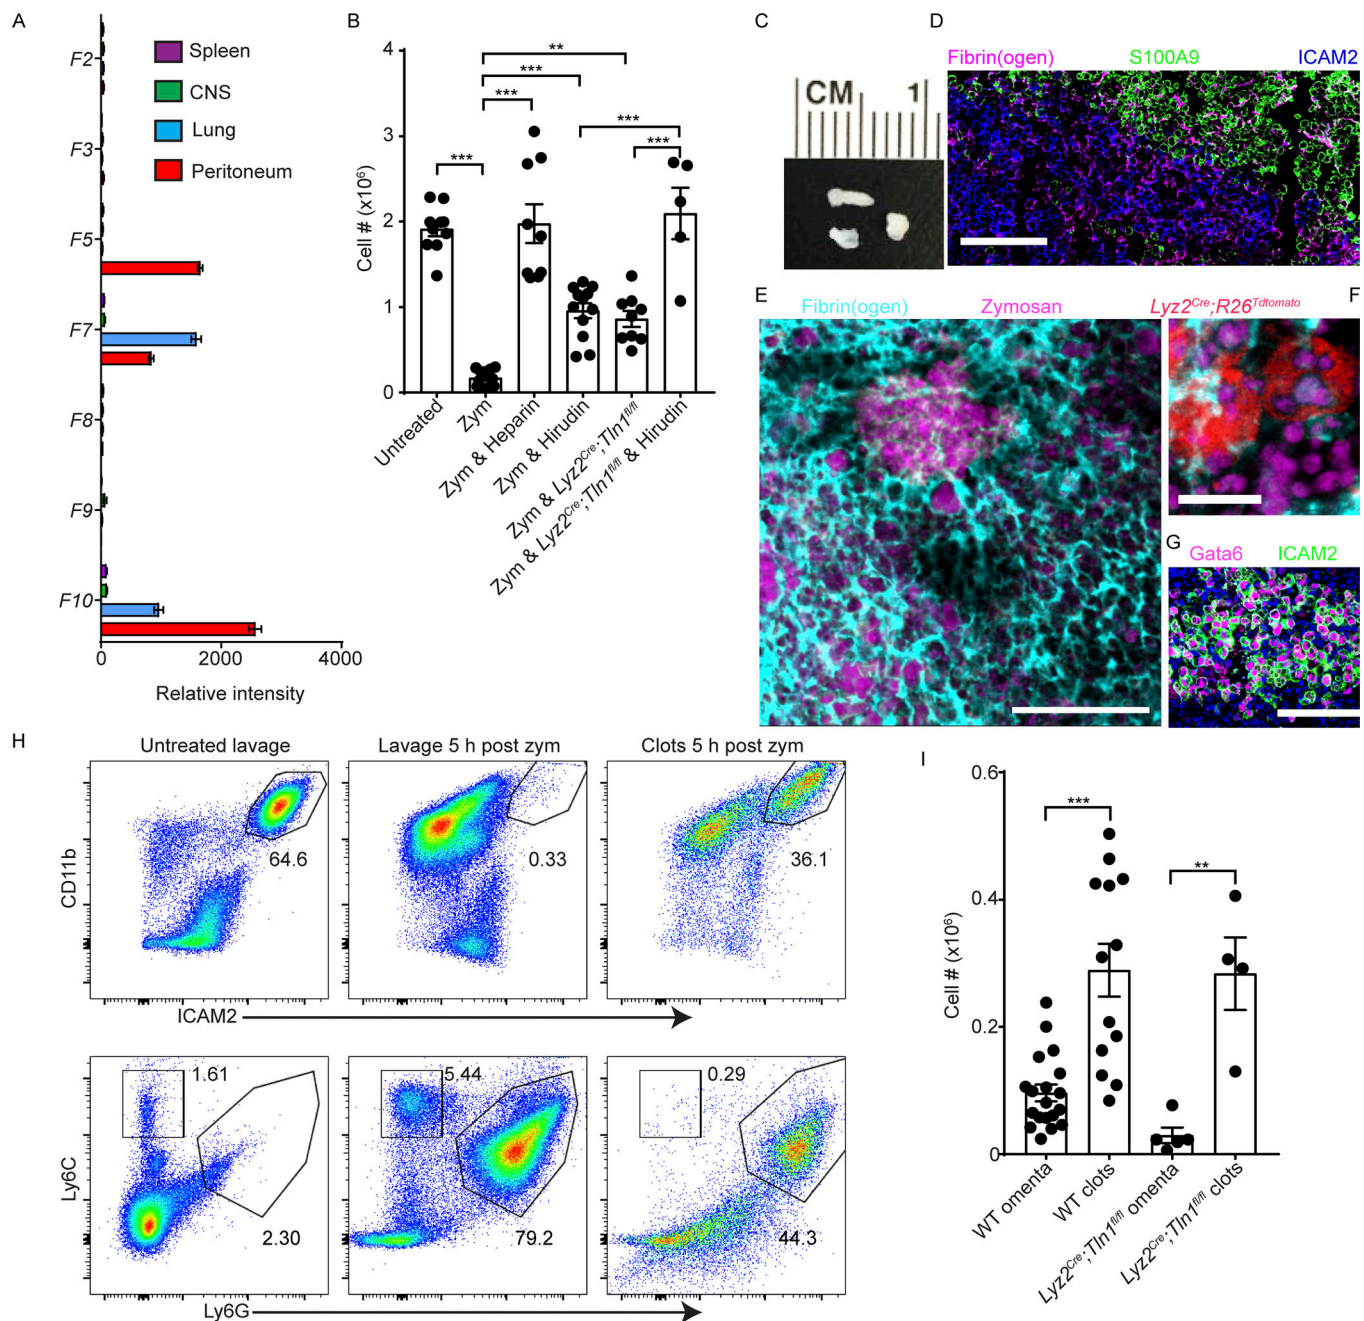 A
F2
F3
F5
F7
F8
F9
F10
Spleen
CNS
Lung
Peritoneum
0 2000 4000
Relative intensity
B
Cell # (x10⁶)
4
3
2
1
0
**
***
***
***
***
***
Untreated
Zym
Zym & Heparin
Zym & Hirudin
Zym & Lyz2ᶜʳᵉ;Tln1ᶠˡ/ᶠˡ
Zym & Lyz2ᶜʳᵉ;Tln1ᶠˡ/ᶠˡ & Hirudin
C
CM 1
D
Fibrin(ogen) S100A9 ICAM2
E
Fibrin(ogen) Zymosan Lyz2ᶜʳᵉ;R26ᵀᵈᵗᵒᵐᵃᵗᵒ
F
G
Gata6 ICAM2
H
Untreated lavage Lavage 5 h post zym Clots 5 h post zym
CD11b
64.6 0.33 36.1
ICAM2
Ly6C
1.61 5.44 0.29
2.30 79.2 44.3
Ly6G
I
Cell # (x10⁶)
0.6
0.4
0.2
0
***
**
WT omenta
WT clots
Lyz2ᶜʳᵉ;Tln1ᶠˡ/ᶠˡ omenta
Lyz2ᶜʳᵉ;Tln1ᶠˡ/ᶠˡ clots